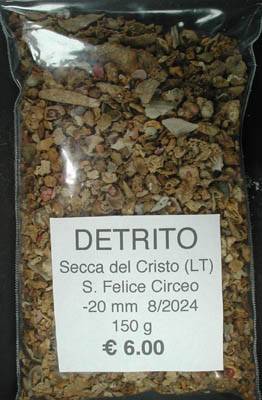 DETRITO
Secca del Cristo (LT)
S. Felice Circeo
-20 mm 8/2024
150 g
€ 6.00